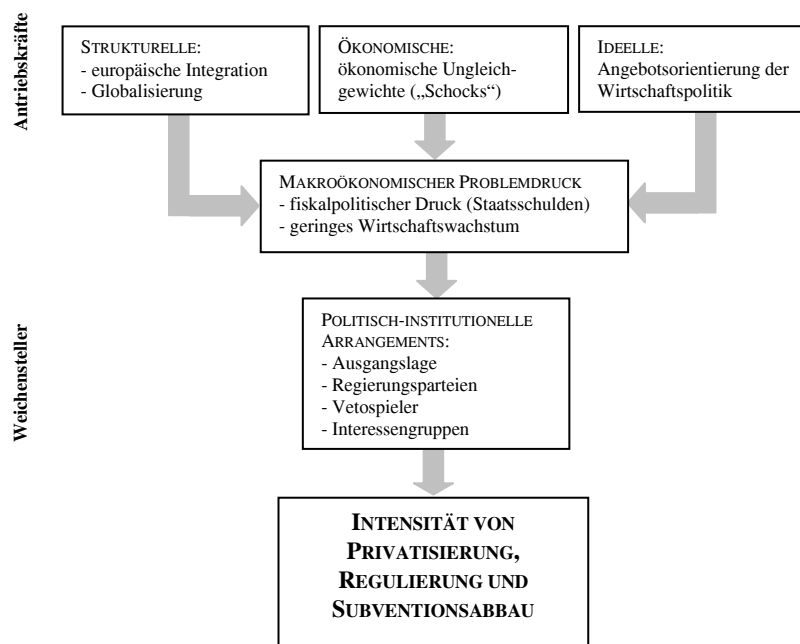 Antriebskräfte
STRUKTURELLE:
- europäische Integration
- Globalisierung
ÖKONOMISCHE:
ökonomische Ungleich-
gewichte („Schocks“)
IDEELLE:
Angebotsorientierung der
Wirtschaftspolitik
MAKROÖKONOMISCHER PROBLEMDRUCK
- fiskalpolitischer Druck (Staatsschulden)
- geringes Wirtschaftswachstum
Weichensteller
POLITISCH-INSTITUTIONELLE
ARRANGEMENTS:
- Ausgangslage
- Regierungsparteien
- Vetospieler
- Interessengruppen
INTENSITÄT VON
PRIVATISIERUNG,
REGULIERUNG UND
SUBVENTIONSABBAU